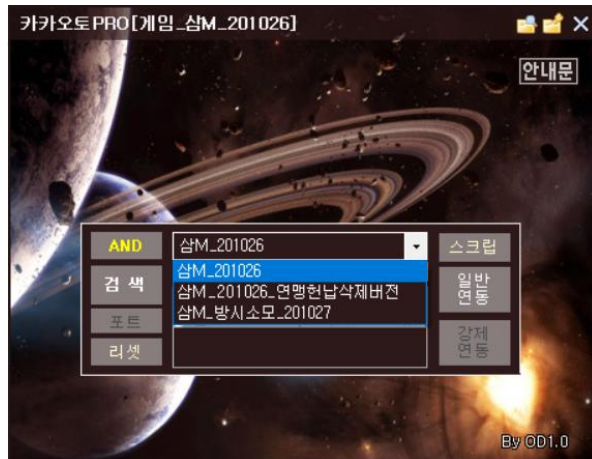 카카오토PRO[게임_삼M_201026]
안내문
AND
삼M_201026
스크립
검 색
삼M_201026
삼M_201026_연맹헌납삭제버전
삼M_방시소모_201027
일반
연동
포트
리셋
강제
연동
By OD1.0